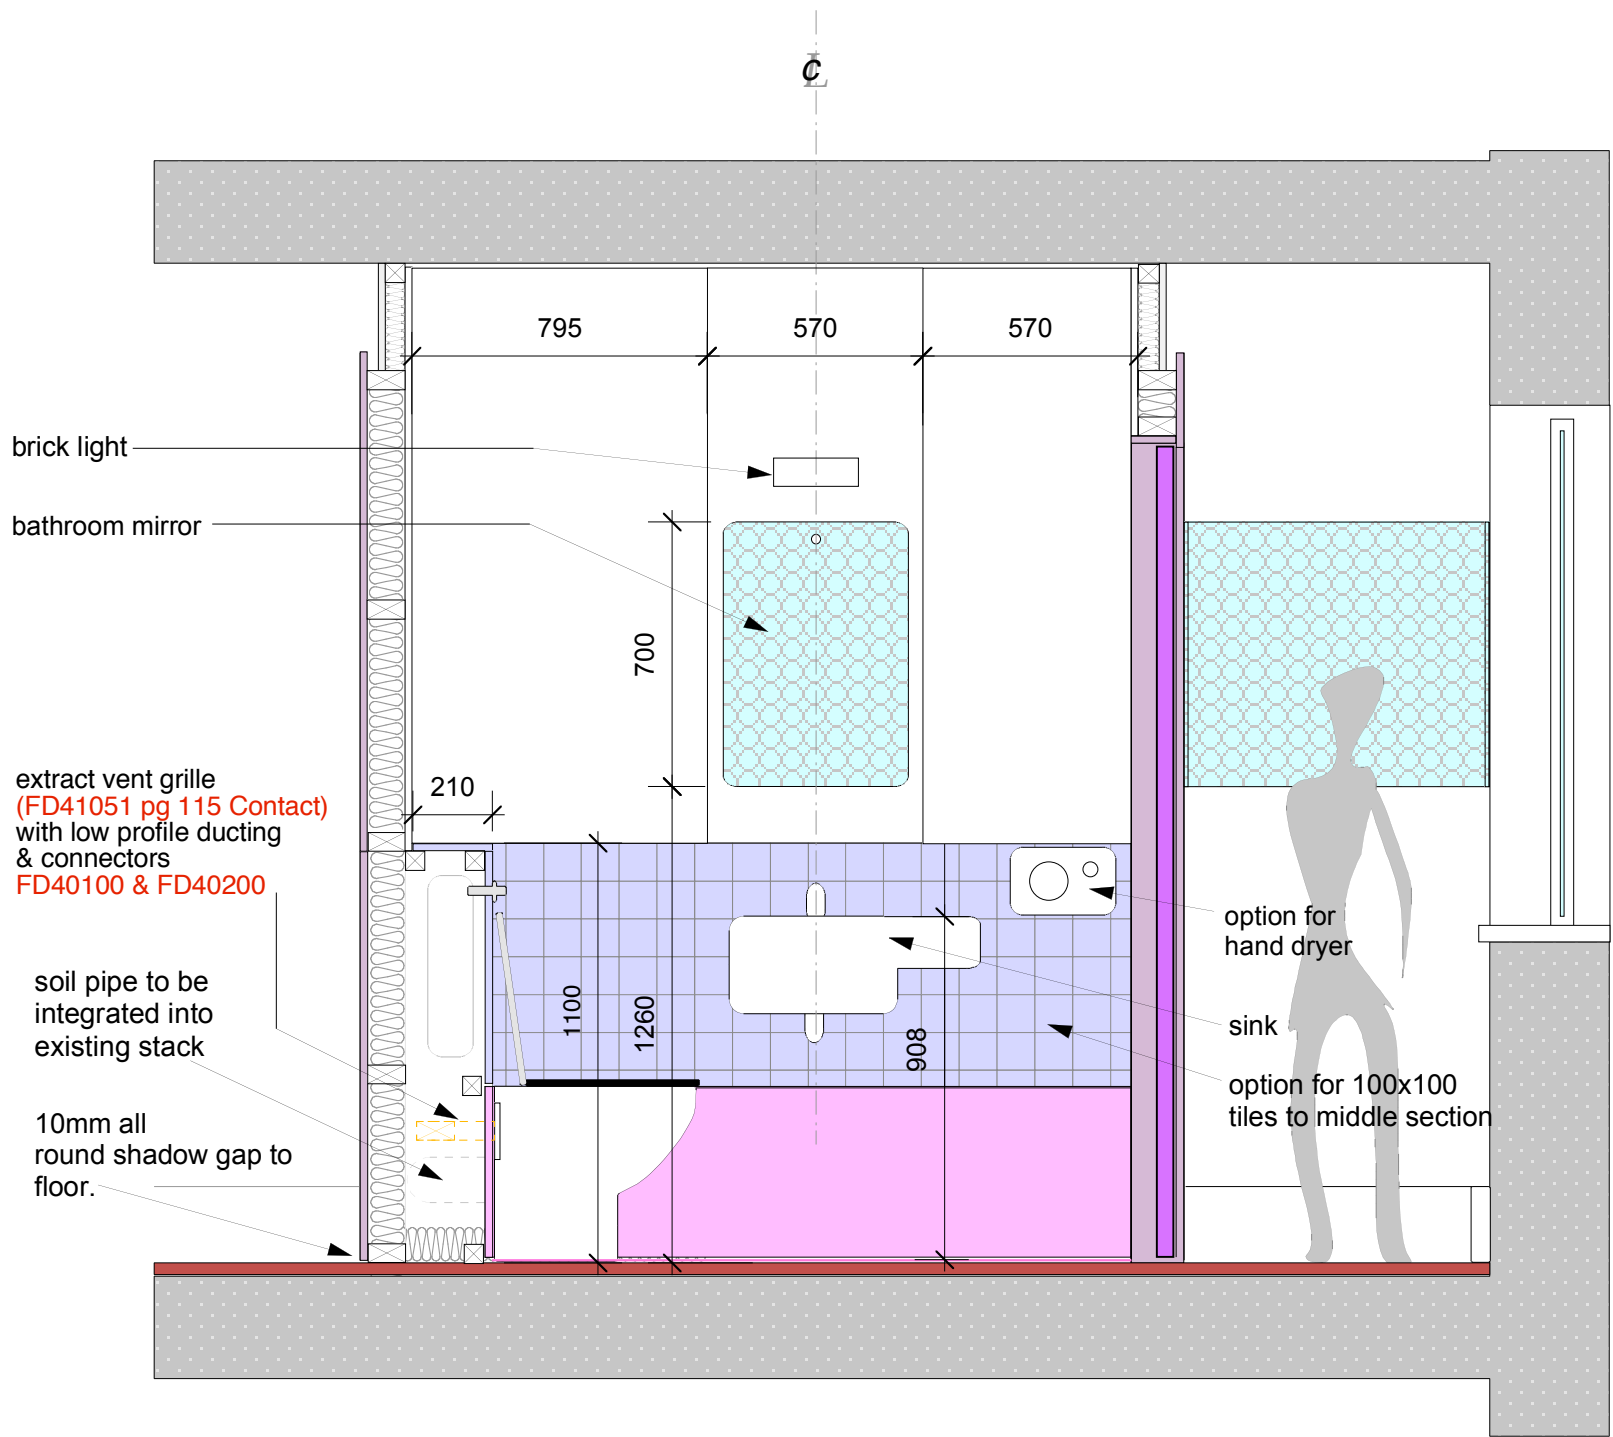 CL
795
570
570
brick light
bathroom mirror
700
210
extract vent grille
(FD41051 pg 115 Contact)
with low profile ducting
& connectors
FD40100 & FD40200
option for
hand dryer
soil pipe to be
integrated into
existing stack
1100
1260
908
sink
option for 100x100
tiles to middle section
10mm all
round shadow gap to
floor.